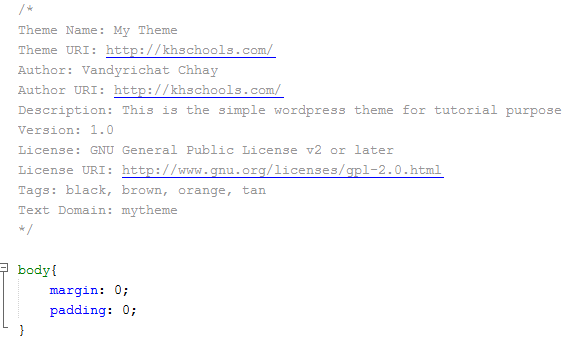 /*
Theme Name: My Theme
Theme URI: http://khschools.com/
Author: Vandyrichat Chhay
Author URI: http://khschools.com/
Description: This is the simple wordpress theme for tutorial purpose
Version: 1.0
License: GNU General Public License v2 or later
License URI: http://www.gnu.org/licenses/gpl-2.0.html
Tags: black, brown, orange, tan
Text Domain: mytheme
*/

body{
    margin: 0;
    padding: 0;
}